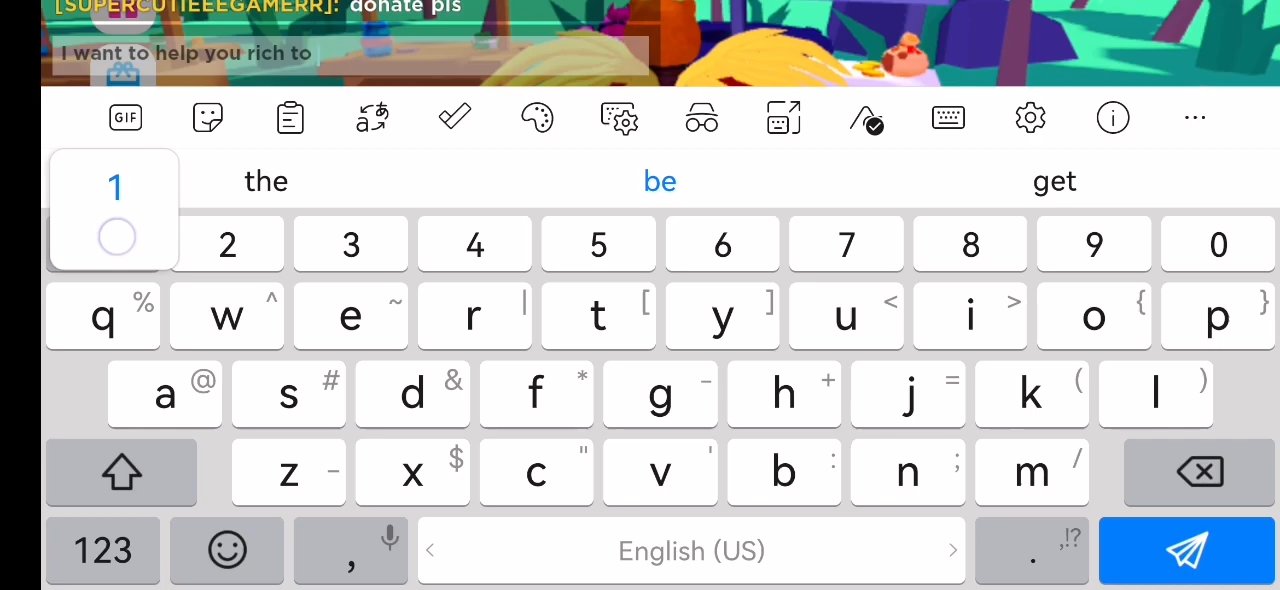 [SUPERCUTIEEEGAMERR]: donate pls
I want to help you rich to
GIF
the be get
1 2 3 4 5 6 7 8 9 0
q % w ^ e ~ r | t [ y ] u < i > o { p }
a @ s # d & f * g - h + j = k ( l )
z _ x $ c " v ' b : n ; m /
123 , < English (US) > . ,!?